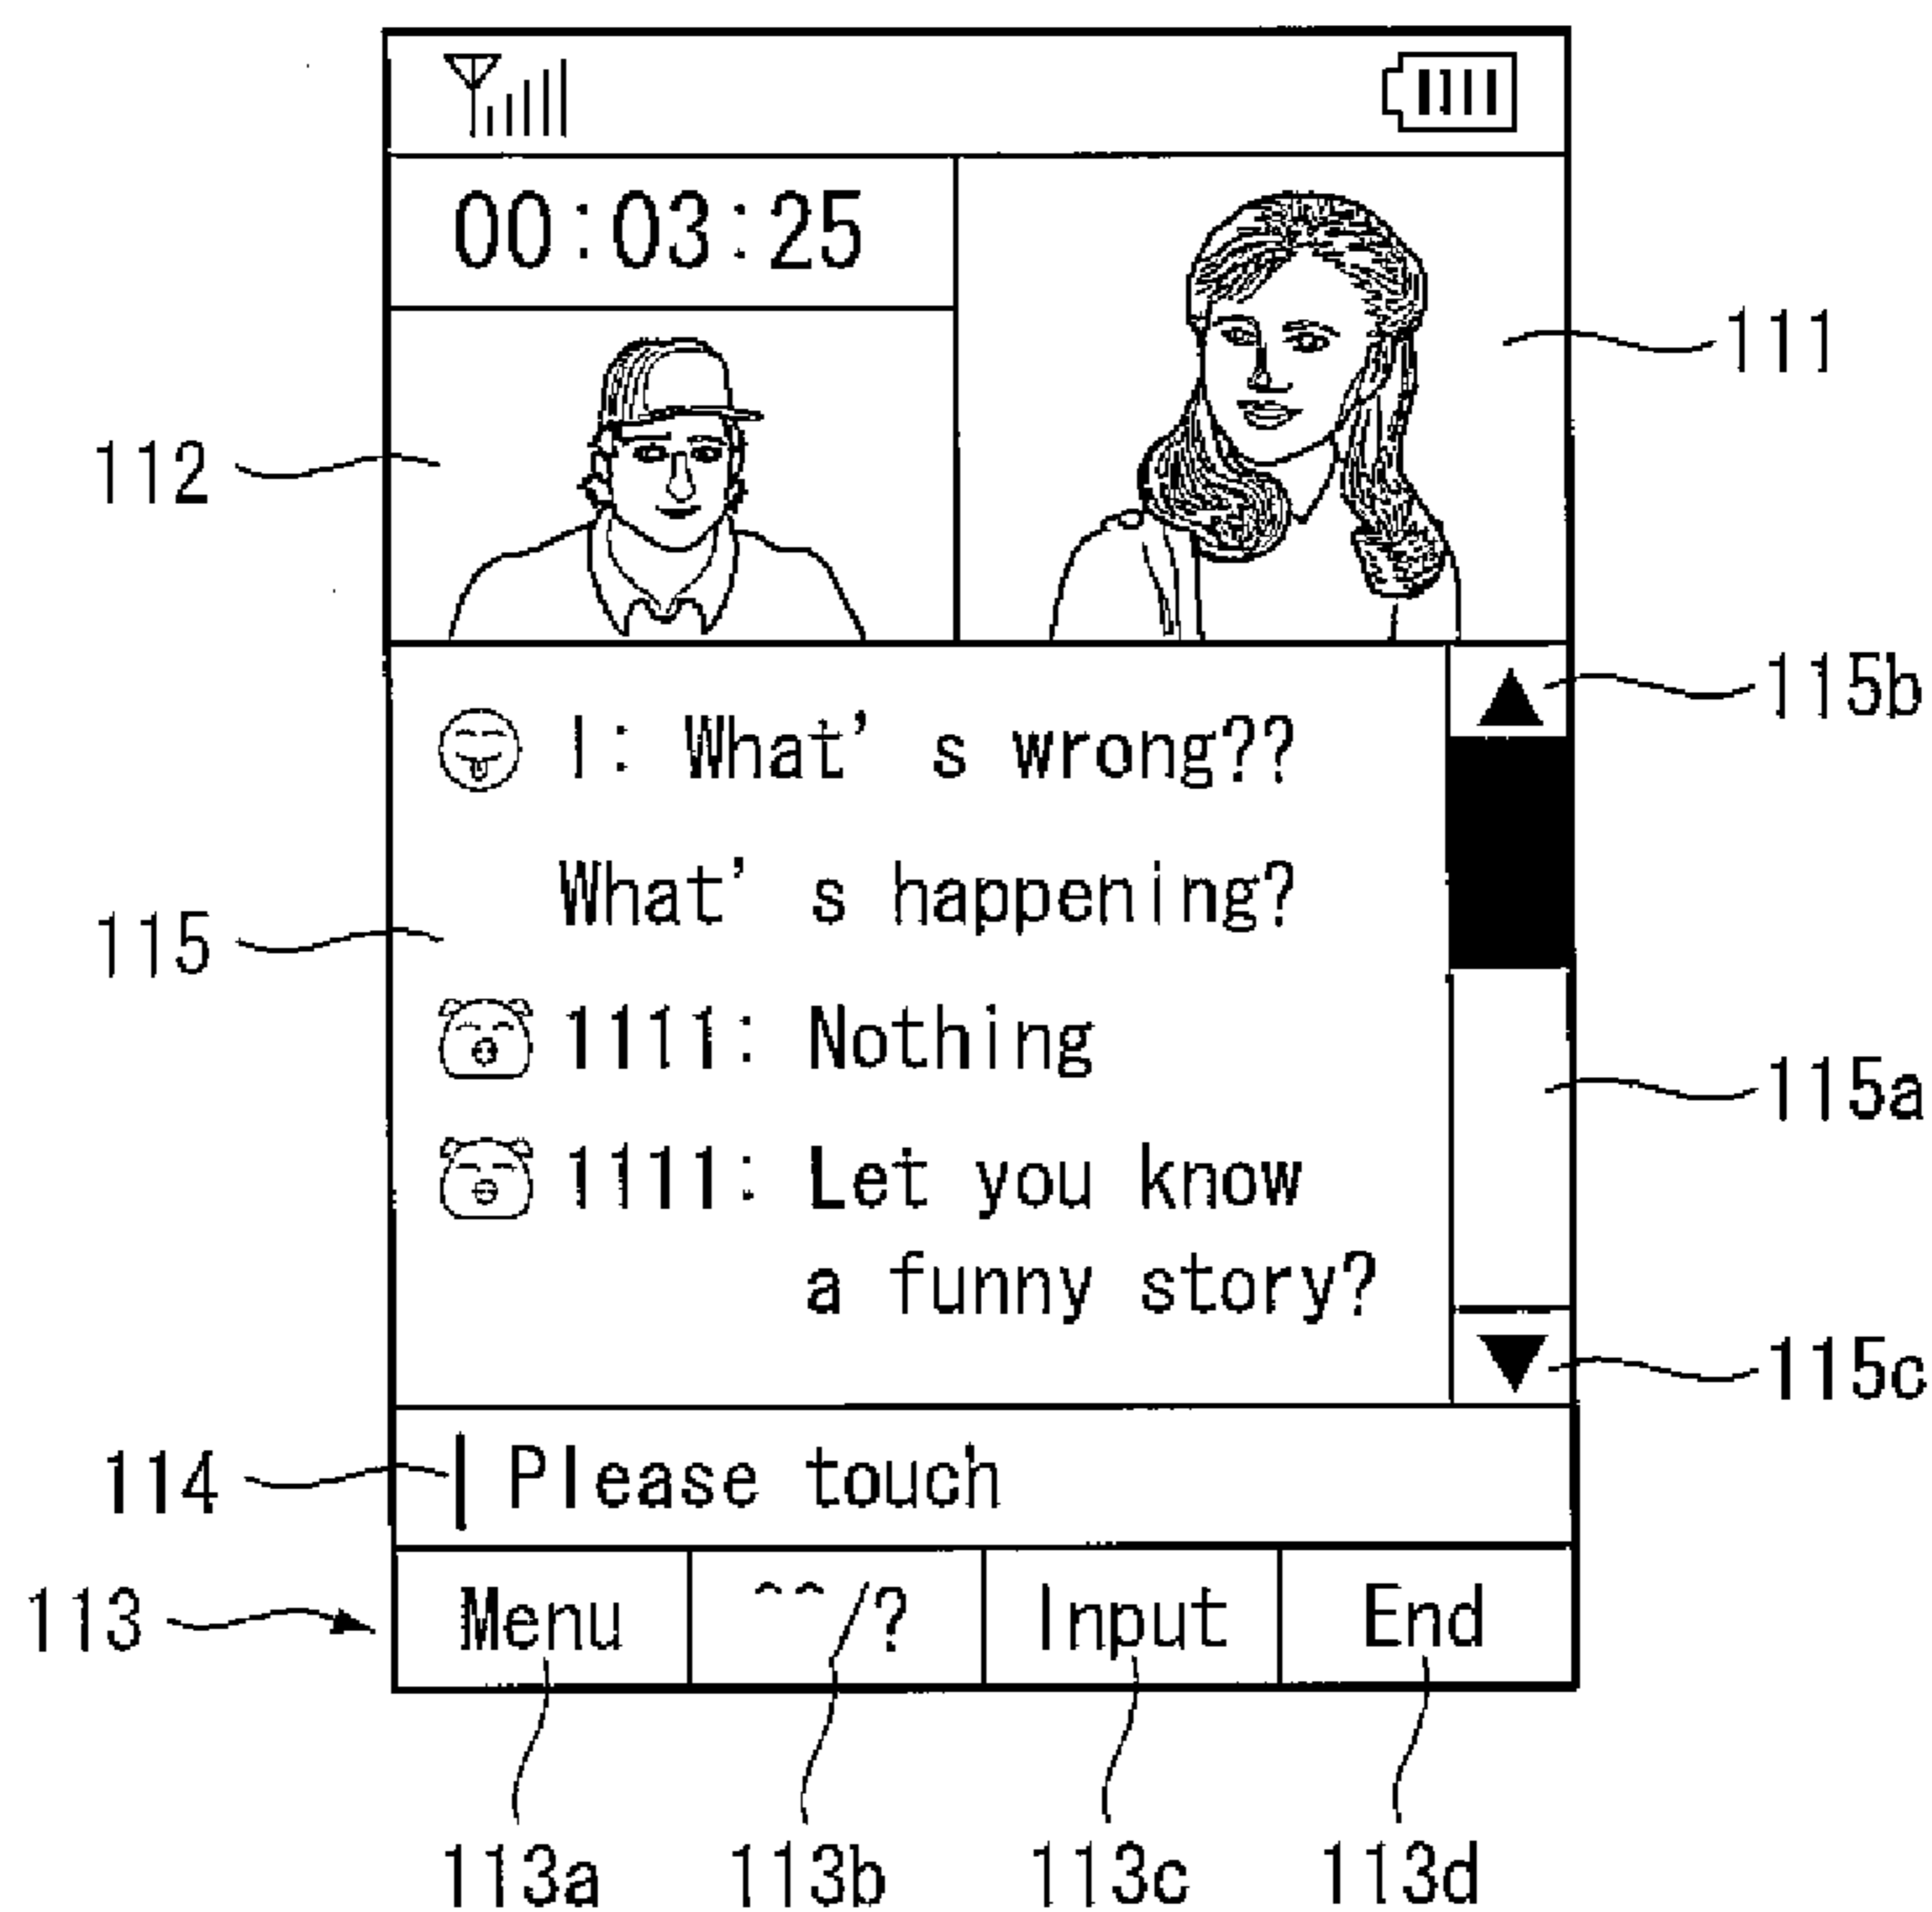 00:03:25
111
112
115b
I: What's wrong??
What's happening?
115
1111: Nothing
115a
1111: Let you know
a funny story?
115c
114
Please touch
113
Menu
^^/?
Input
End
113a
113b
113c
113d